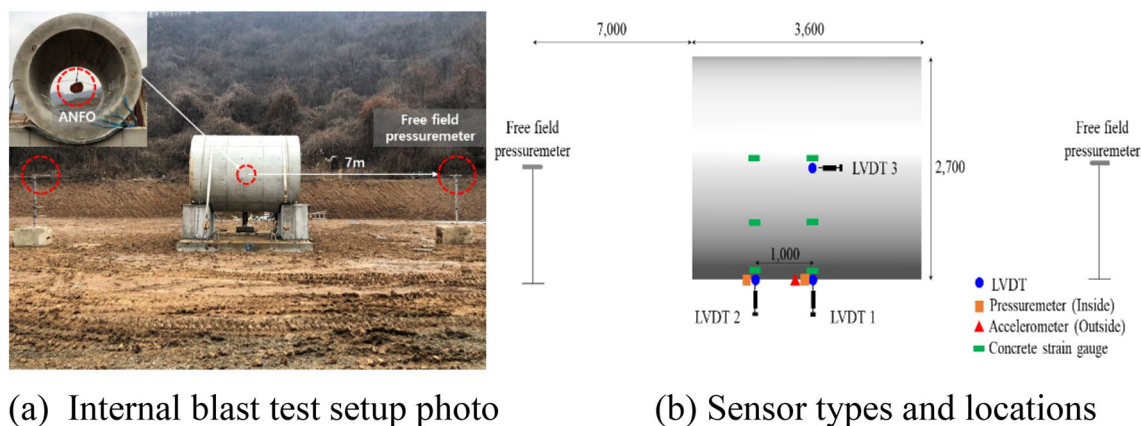 ANFO
Free field
pressuremeter
7m
7,000
3,600
Free field
pressuremeter
Free field
pressuremeter
LVDT 3
2,700
1,000
LVDT 2
LVDT 1
LVDT
Pressuremeter (Inside)
Accelerometer (Outside)
Concrete strain gauge
(a) Internal blast test setup photo
(b) Sensor types and locations